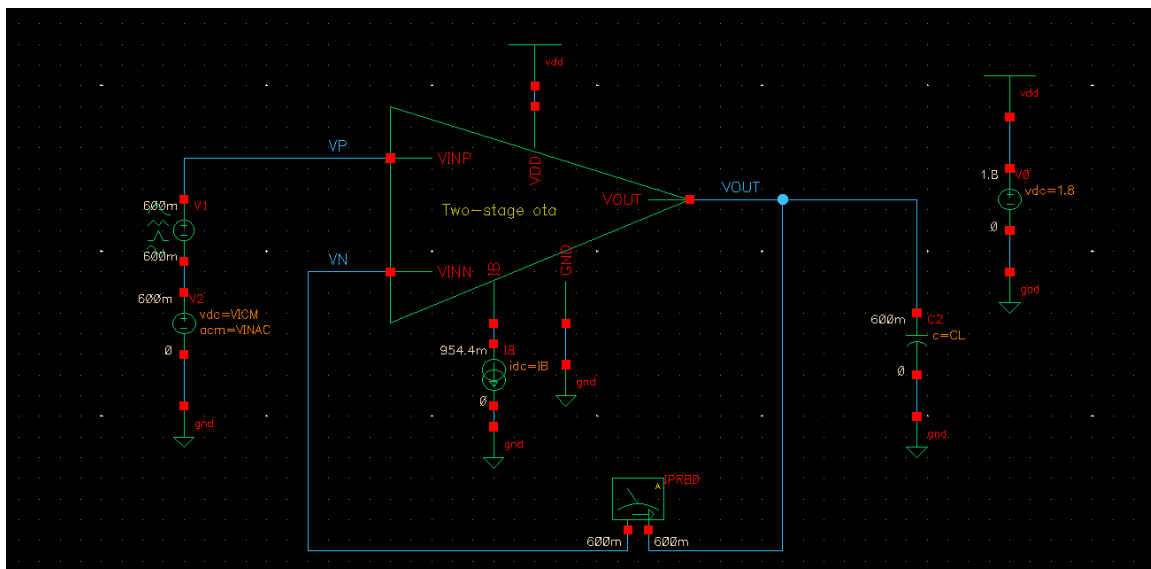 vdd
vdd
VP
VINP
VDD
1.8
V0
vdc=1.8
VOUT
VOUT
600m
V1
Two-stage ota
0
600m
VN
VINN
IB
GND
600m
V2
gnd
vdc=VICM
acm=VINAC
600m
C2
c=CL
0
954.4m
I8
idc=IB
0
gnd
0
gnd
gnd
gnd
IPRB0
A
600m
600m